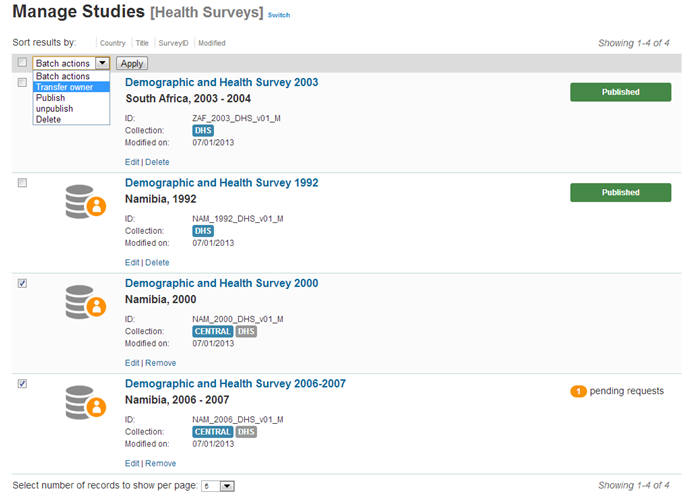 Manage Studies [Health Surveys] Switch
Sort results by: Country Title SurveyID Modified Showing 1-4 of 4
Batch actions Apply
Batch actions
Transfer owner
Publish
unpublish
Delete
Demographic and Health Survey 2003
Published
South Africa, 2003 - 2004
ID: ZAF_2003_DHS_v01_M
Collection: DHS
Modified on: 07/01/2013
Edit | Delete
Demographic and Health Survey 1992
Published
Namibia, 1992
ID: NAM_1992_DHS_v01_M
Collection: DHS
Modified on: 07/01/2013
Edit | Delete
Demographic and Health Survey 2000
Namibia, 2000
ID: NAM_2000_DHS_v01_M
Collection: CENTRAL DHS
Modified on: 07/01/2013
Edit | Remove
Demographic and Health Survey 2006-2007
1 pending requests
Namibia, 2006 - 2007
ID: NAM_2006_DHS_v01_M
Collection: CENTRAL DHS
Modified on: 07/01/2013
Edit | Remove
Select number of records to show per page: Showing 1-4 of 4